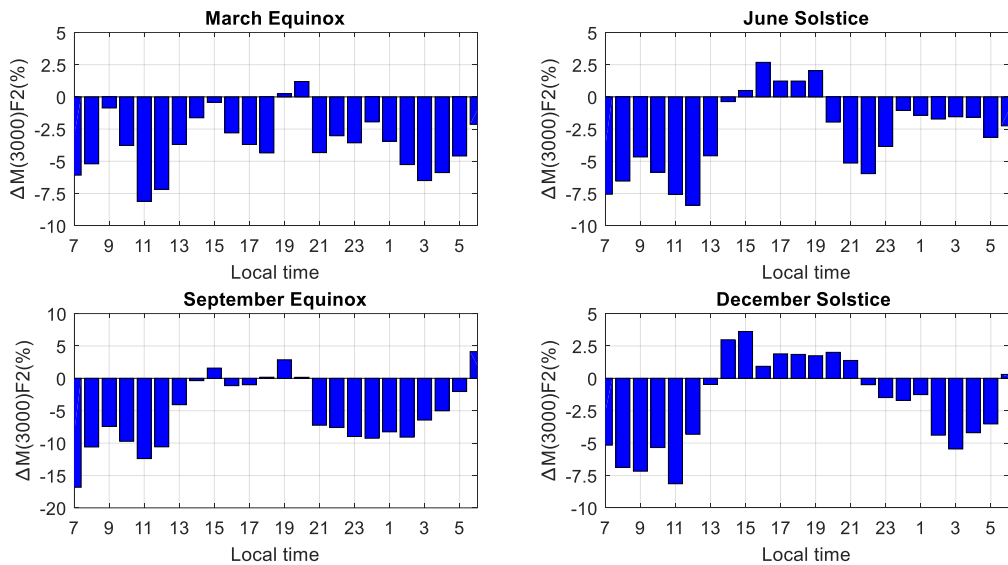 March Equinox
ΔM(3000)F2(%)
5
2.5
0
-2.5
-5
-7.5
-10
7 9 11 13 15 17 19 21 23 1 3 5
Local time
June Solstice
ΔM(3000)F2(%)
5
2.5
0
-2.5
-5
-7.5
-10
7 9 11 13 15 17 19 21 23 1 3 5
Local time
September Equinox
ΔM(3000)F2(%)
10
5
0
-5
-10
-15
-20
7 9 11 13 15 17 19 21 23 1 3 5
Local time
December Solstice
ΔM(3000)F2(%)
5
2.5
0
-2.5
-5
-7.5
-10
7 9 11 13 15 17 19 21 23 1 3 5
Local time